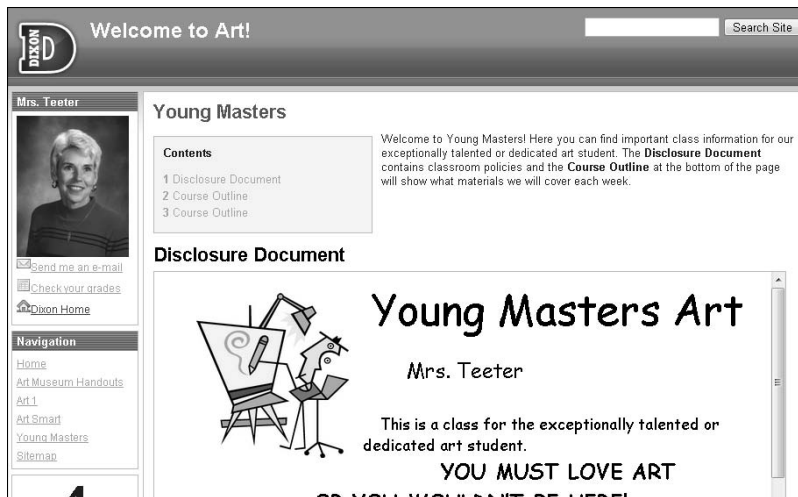 DIXON
D
Welcome to Art!
Search Site
Mrs. Teeter
Send me an e-mail
Check your grades
Dixon Home
Navigation
Home
Art Museum Handouts
Art 1
Art Smart
Young Masters
Sitemap
Young Masters
Contents
1 Disclosure Document
2 Course Outline
3 Course Outline
Welcome to Young Masters! Here you can find important class information for our
exceptionally talented or dedicated art student. The Disclosure Document
contains classroom policies and the Course Outline at the bottom of the page
will show what materials we will cover each week.
Disclosure Document
Young Masters Art
Mrs. Teeter
This is a class for the exceptionally talented or
dedicated art student.
YOU MUST LOVE ART
OR YOU WOULDN'T BE HERE!